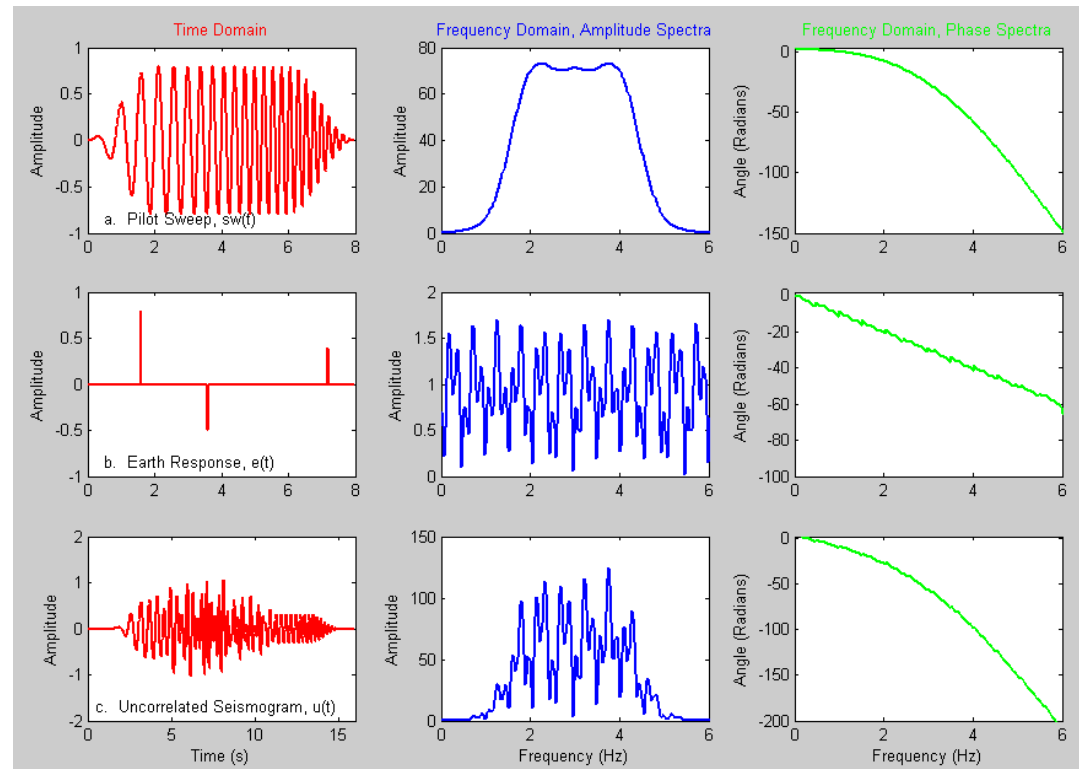 Time Domain
Frequency Domain, Amplitude Spectra
Frequency Domain, Phase Spectra
1
0.5
0
-0.5
-1
Amplitude
a. Pilot Sweep, sw(t)
0 2 4 6 8
80
60
40
20
0
Amplitude
0 2 4 6
0
-50
-100
-150
Angle (Radians)
0 2 4 6
1
0.5
0
-0.5
-1
Amplitude
b. Earth Response, e(t)
0 2 4 6 8
2
1.5
1
0.5
0
Amplitude
0 2 4 6
0
-20
-40
-60
-80
-100
Angle (Radians)
0 2 4 6
2
1
0
-1
-2
Amplitude
c. Uncorrelated Seismogram, u(t)
0 5 10 15
Time (s)
150
100
50
0
Amplitude
0 2 4 6
Frequency (Hz)
0
-50
-100
-150
-200
Angle (Radians)
0 2 4 6
Frequency (Hz)